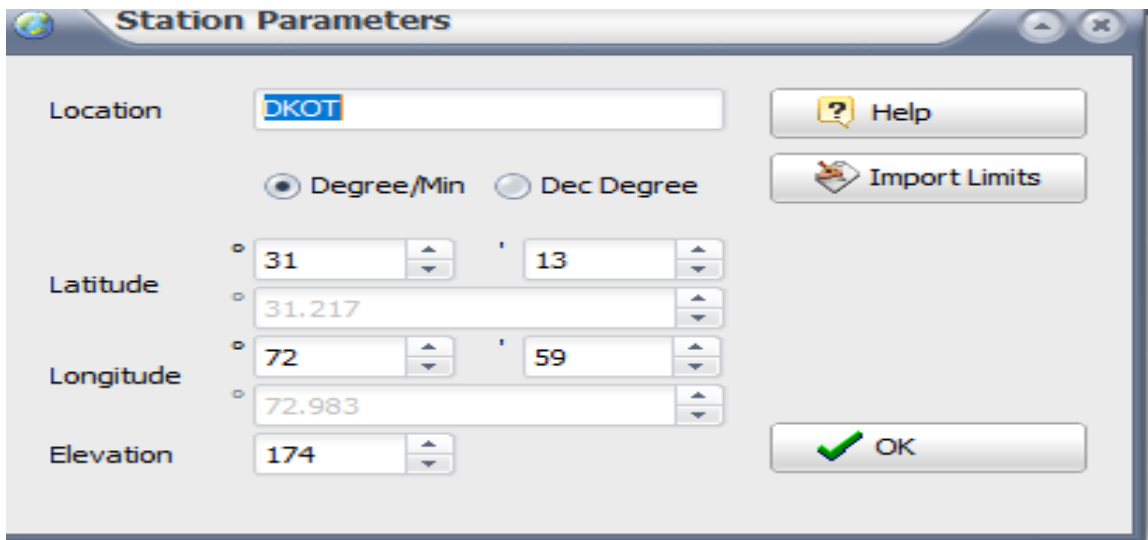 Station Parameters
Location DKOT Help
Degree/Min Dec Degree Import Limits
° 31 ' 13
Latitude
° 31.217
° 72 ' 59
Longitude
° 72.983
Elevation 174 OK